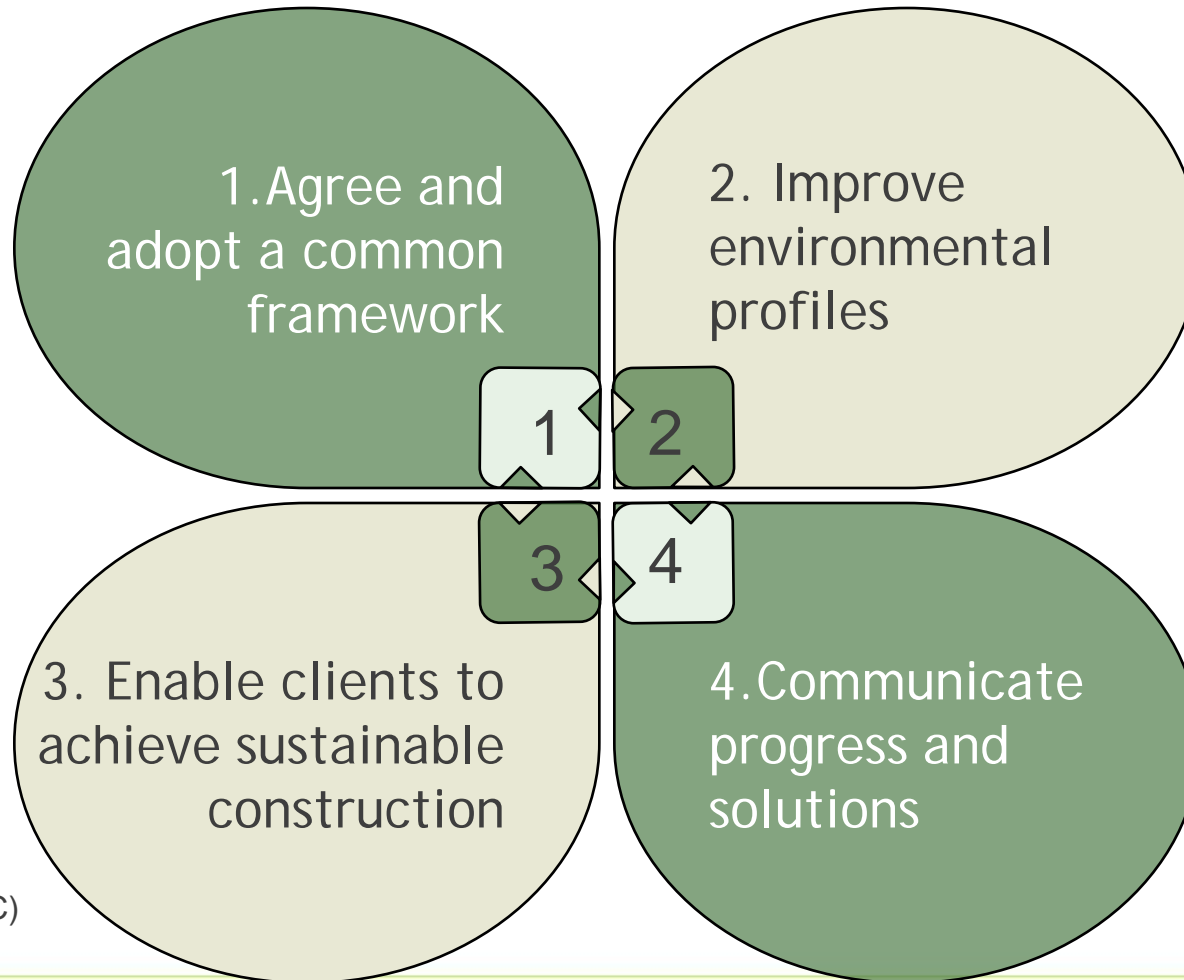 1.Agree and
adopt a common
framework
2. Improve
environmental
profiles
1
2
3
4
3. Enable clients to
achieve sustainable
construction
4.Communicate
progress and
solutions
C)